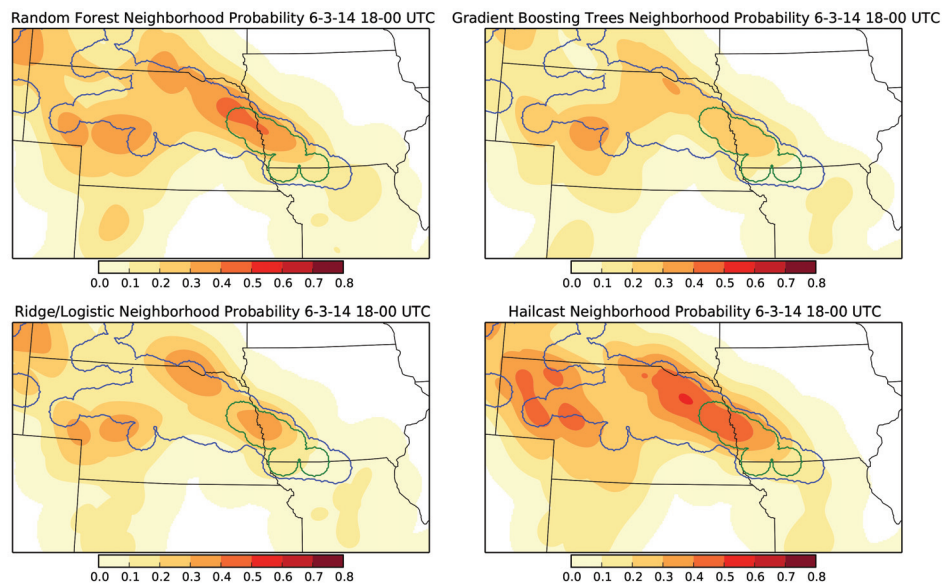 Random Forest Neighborhood Probability 6-3-14 18-00 UTC
Gradient Boosting Trees Neighborhood Probability 6-3-14 18-00 UTC
0.0 0.1 0.2 0.3 0.4 0.5 0.6 0.7 0.8
0.0 0.1 0.2 0.3 0.4 0.5 0.6 0.7 0.8
Ridge/Logistic Neighborhood Probability 6-3-14 18-00 UTC
Hailcast Neighborhood Probability 6-3-14 18-00 UTC
0.0 0.1 0.2 0.3 0.4 0.5 0.6 0.7 0.8
0.0 0.1 0.2 0.3 0.4 0.5 0.6 0.7 0.8